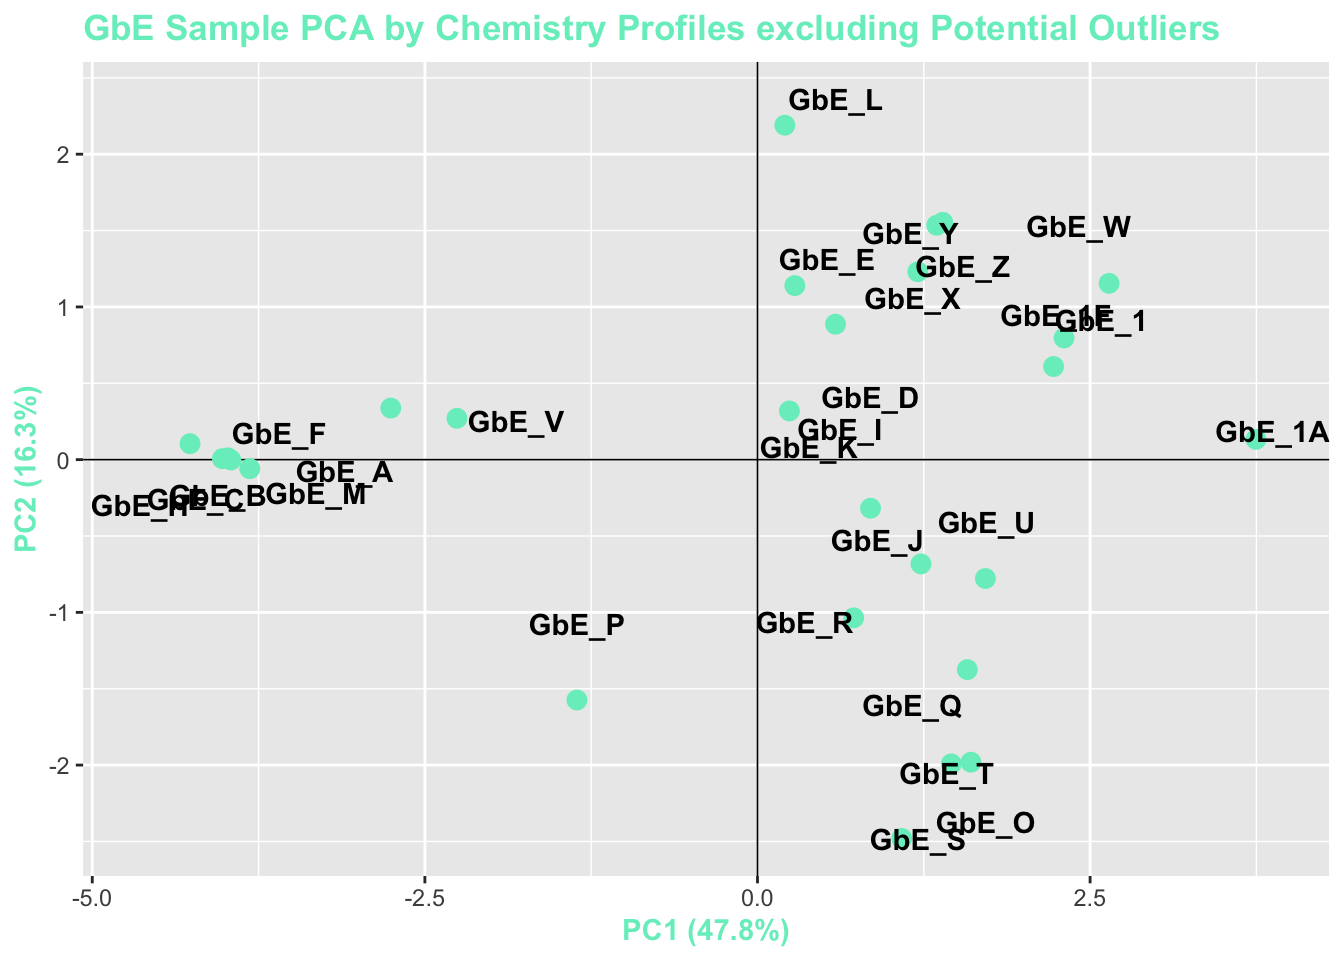 GbE Sample PCA by Chemistry Profiles excluding Potential Outliers
GbE_L
2
GbE_W
GbE_Y
GbE_E
GbE_Z
GbE_X
1
GbE_1F
GbE_1
GbE_D
GbE_V
GbE_I
GbE_1A
GbE_F
GbE_K
0
GbE_A
GbE_H
GbE_C
GbE_B
GbE_M
GbE_U
GbE_J
-1
GbE_P
GbE_R
GbE_Q
-2
GbE_T
GbE_O
GbE_S
-5.0
-2.5
0.0
2.5
PC1 (47.8%)
PC2 (16.3%)